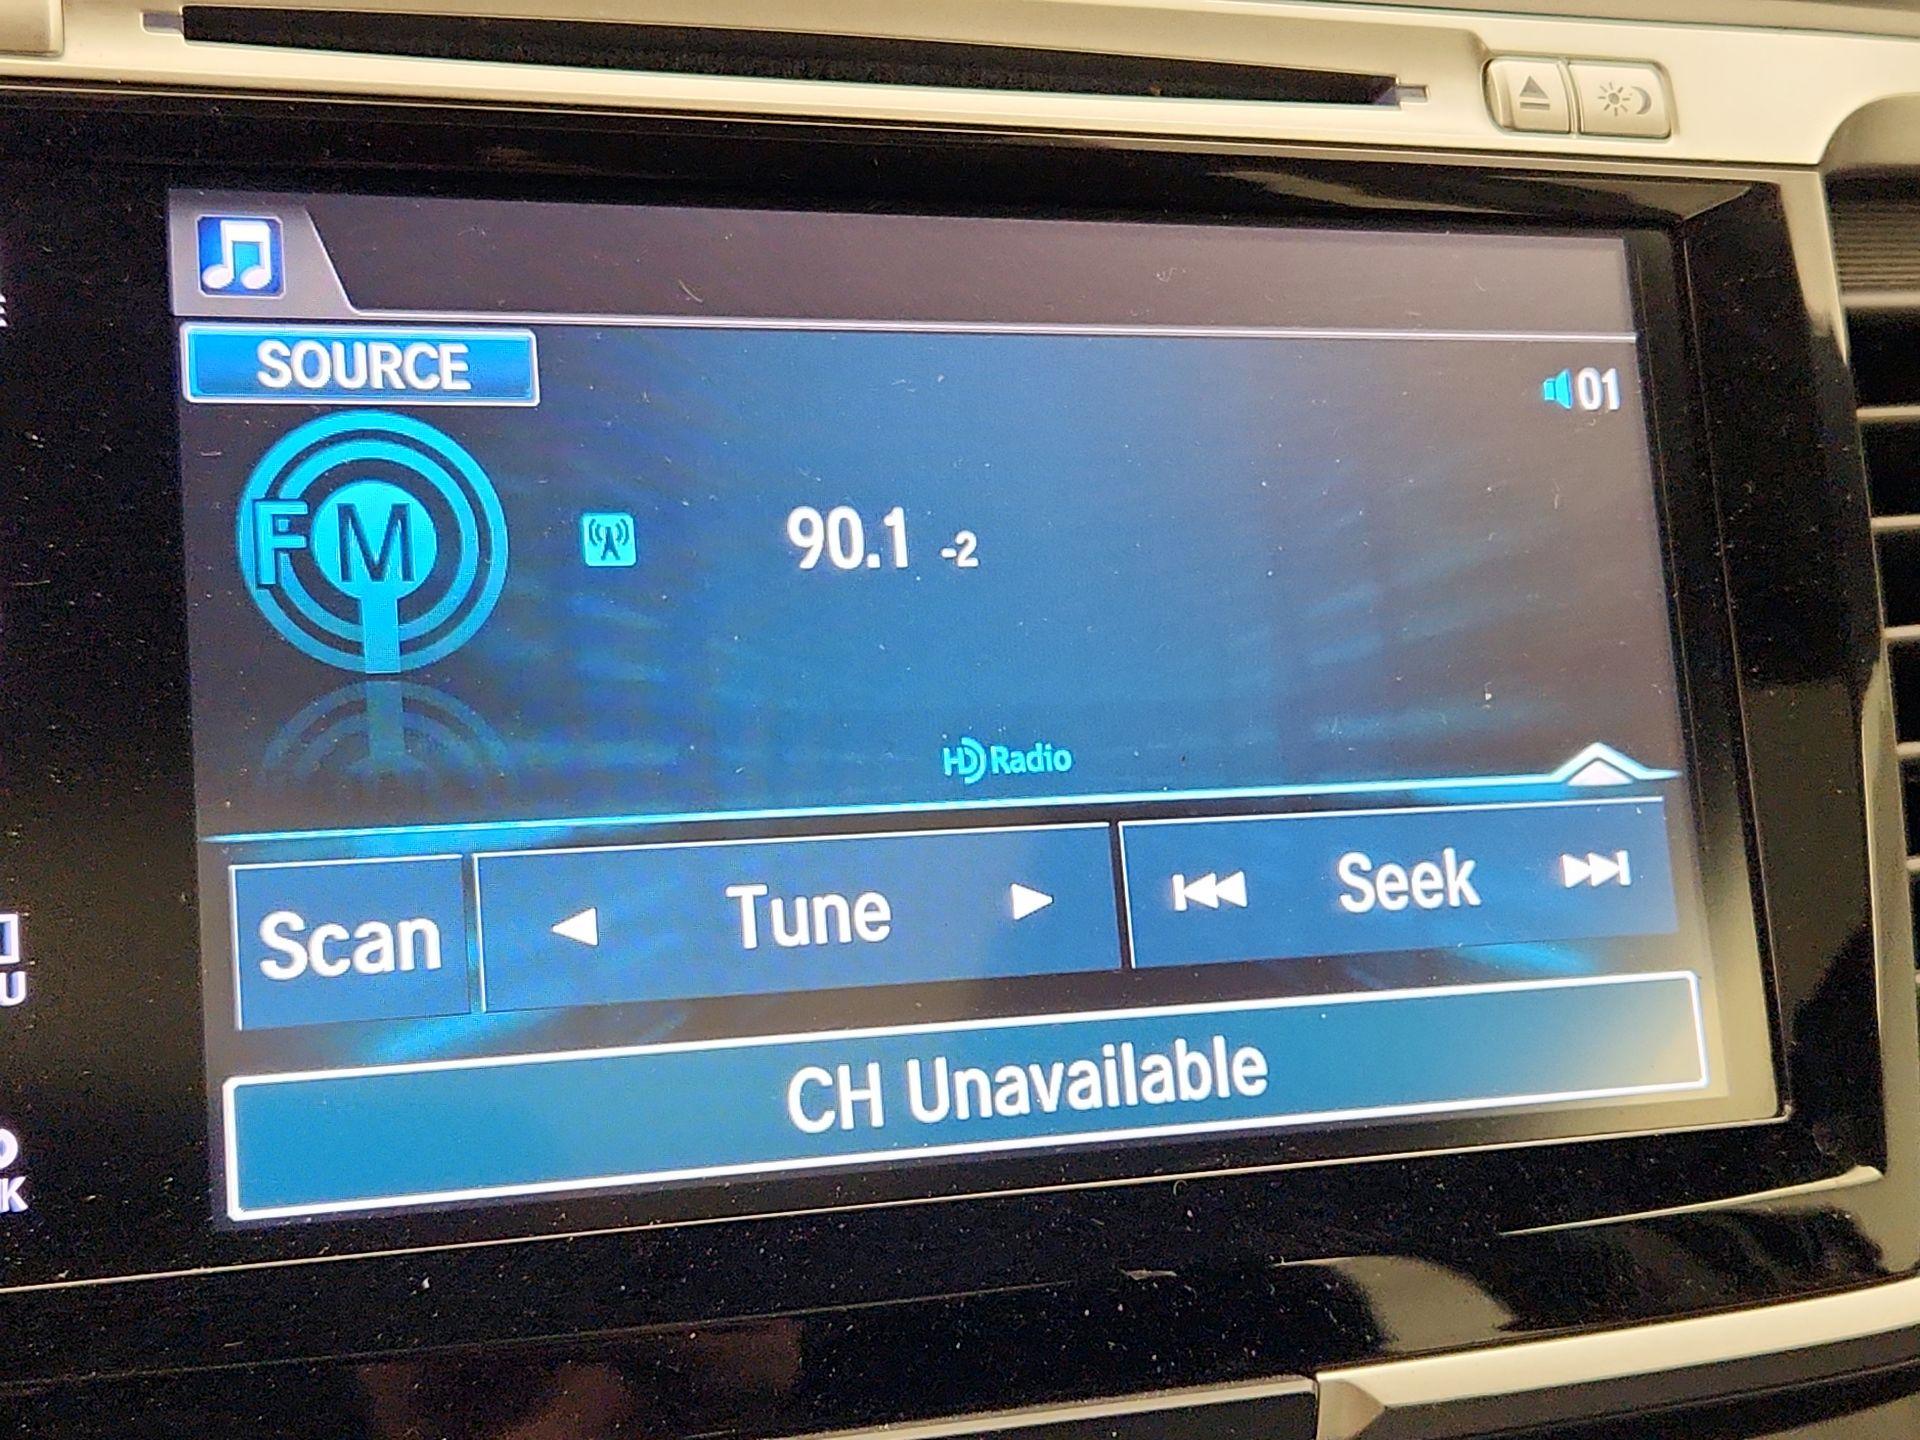 SOURCE
01
FM
90.1 -2
HD Radio
Scan
Tune
Seek
CH Unavailable
U
K